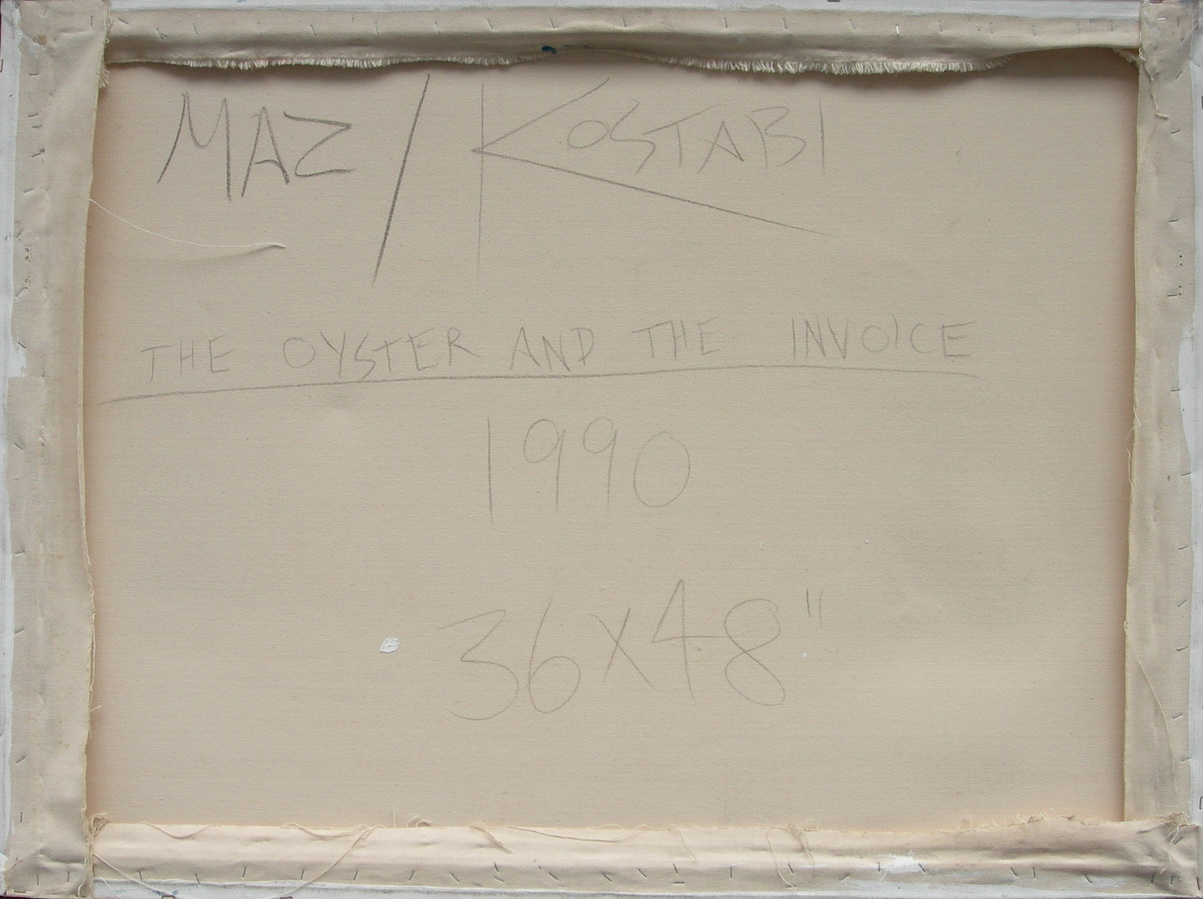 MAZ / KOSTABI
THE OYSTER AND THE INVOICE
1990
36x48"